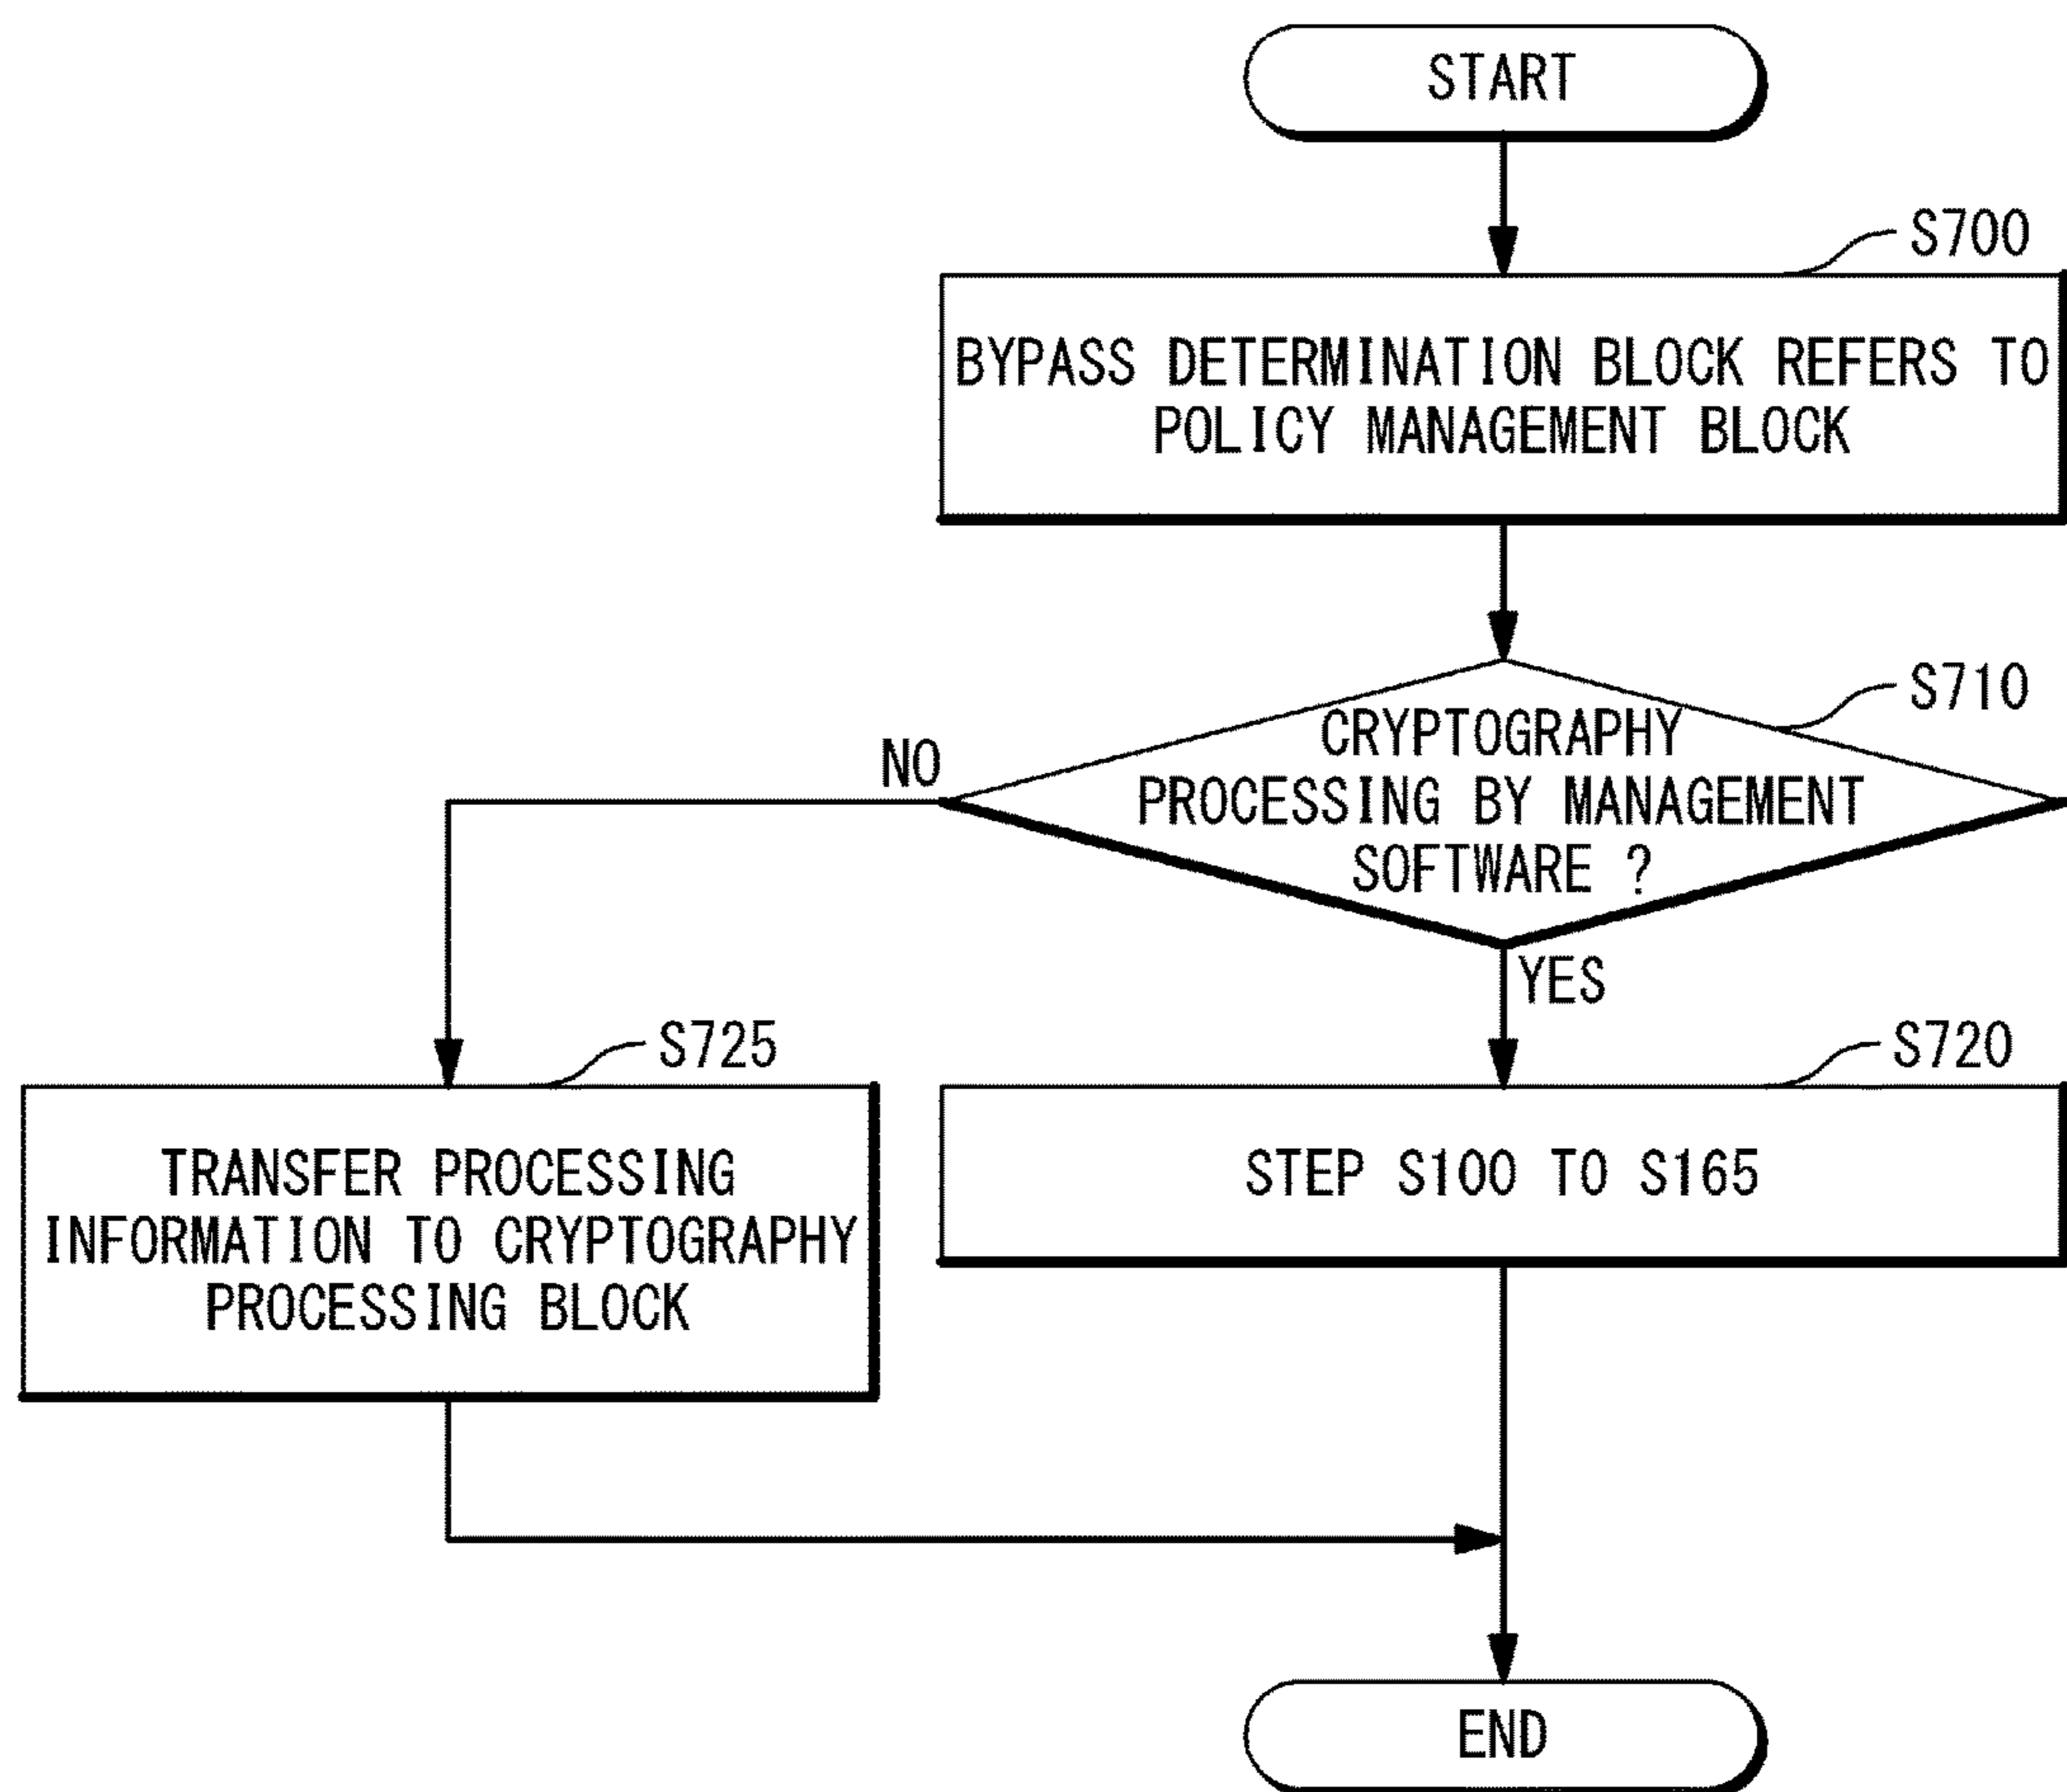 START
S700
BYPASS DETERMINATION BLOCK REFERS TO
POLICY MANAGEMENT BLOCK
S710
CRYPTOGRAPHY
PROCESSING BY MANAGEMENT
SOFTWARE ?
NO
YES
S725
TRANSFER PROCESSING
INFORMATION TO CRYPTOGRAPHY
PROCESSING BLOCK
S720
STEP S100 TO S165
END